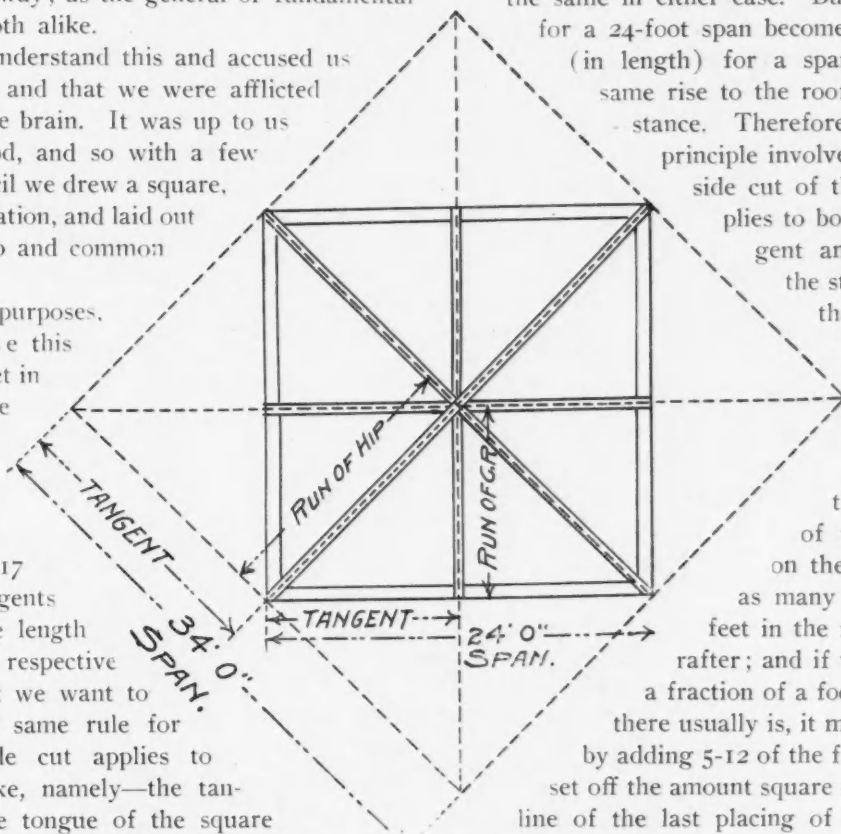 oth alike.
nderstand this and accused us
and that we were afflicted
e brain. It was up to us
od, and so with a few
cil we drew a square,
ation, and laid out
and common
purposes,
e this
et in
e
17
gents
e length
respective
we want to
same rule for
le cut applies to
ke, namely—the tan-
e tongue of the square
TANGENT
34' 0"
SPAN.
RUN OF HIP
RUN OF C.R.
TANGENT
24' 0"
SPAN.
the same in either case.
for a 24-foot span become
(in length) for a span
same rise to the roof
stance. Therefore
principle involve
side cut of t
plies to bo
gent a
the s
th
t
of
on the
as many
feet in the
rafter; and if
a fraction of a foo
there usually is, it m
by adding 5-12 of the f
set off the amount square
line of the last placing of